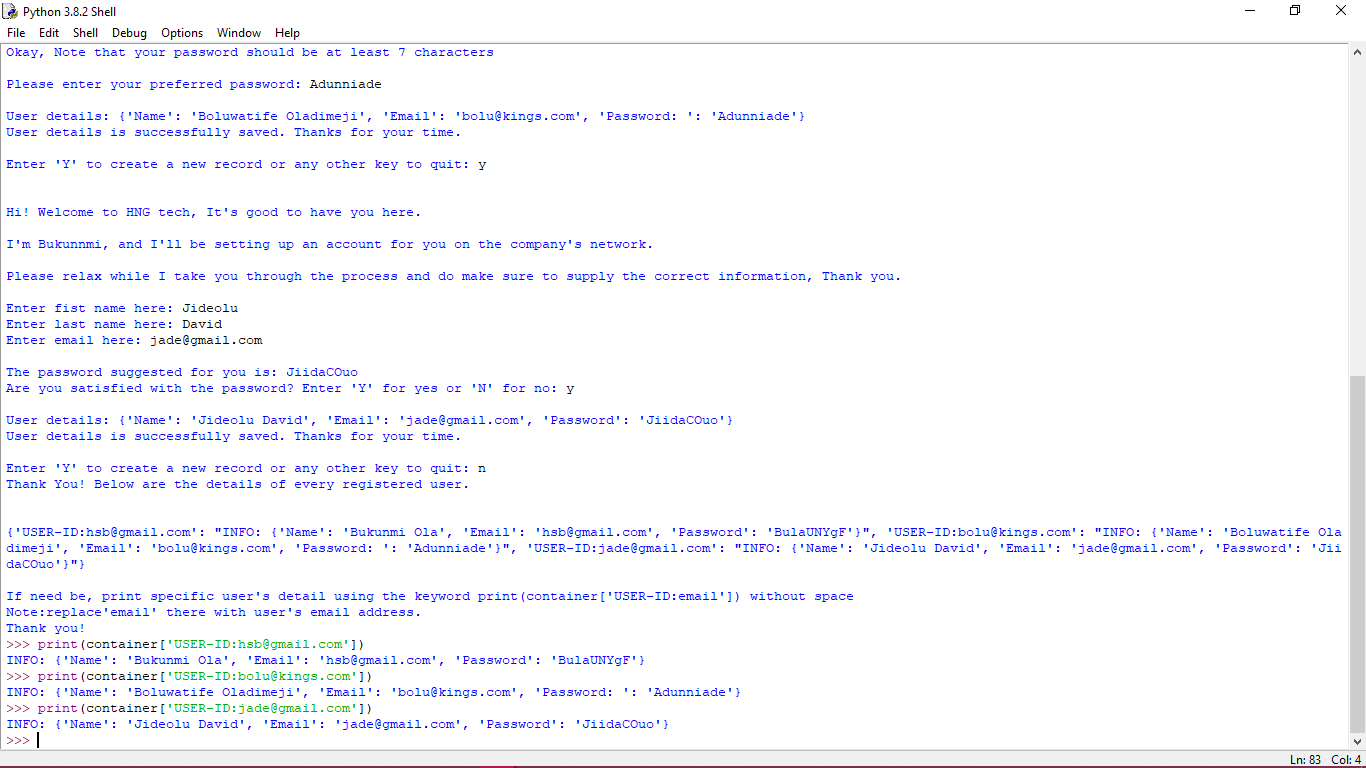 Python 3.8.2 Shell
File Edit Shell Debug Options Window Help
Okay, Note that your password should be at least 7 characters
Please enter your preferred password: Adunniade
User details: {'Name': 'Boluwatife Oladimeji', 'Email': 'bolu@kings.com', 'Password: ': 'Adunniade'}
User details is successfully saved. Thanks for your time.
Enter 'Y' to create a new record or any other key to quit: y
Hi! Welcome to HNG tech, It's good to have you here.
I'm Bukunnmi, and I'll be setting up an account for you on the company's network.
Please relax while I take you through the process and do make sure to supply the correct information, Thank you.
Enter fist name here: Jideolu
Enter last name here: David
Enter email here: jade@gmail.com
The password suggested for you is: JiidaCOuo
Are you satisfied with the password? Enter 'Y' for yes or 'N' for no: y
User details: {'Name': 'Jideolu David', 'Email': 'jade@gmail.com', 'Password': 'JiidaCOuo'}
User details is successfully saved. Thanks for your time.
Enter 'Y' to create a new record or any other key to quit: n
Thank You! Below are the details of every registered user.
{'USER-ID:hsb@gmail.com': "INFO: {'Name': 'Bukunmi Ola', 'Email': 'hsb@gmail.com', 'Password': 'BulaUNYgF'}", 'USER-ID:bolu@kings.com': "INFO: {'Name': 'Boluwatife Ola
dimeji', 'Email': 'bolu@kings.com', 'Password: ': 'Adunniade'}", 'USER-ID:jade@gmail.com': "INFO: {'Name': 'Jideolu David', 'Email': 'jade@gmail.com', 'Password': 'Jii
daCOuo'}"}
If need be, print specific user's detail using the keyword print(container['USER-ID:email']) without space
Note:replace'email' there with user's email address.
Thank you!
>>> print(container['USER-ID:hsb@gmail.com'])
INFO: {'Name': 'Bukunmi Ola', 'Email': 'hsb@gmail.com', 'Password': 'BulaUNYgF'}
>>> print(container['USER-ID:bolu@kings.com'])
INFO: {'Name': 'Boluwatife Oladimeji', 'Email': 'bolu@kings.com', 'Password: ': 'Adunniade'}
>>> print(container['USER-ID:jade@gmail.com'])
INFO: {'Name': 'Jideolu David', 'Email': 'jade@gmail.com', 'Password': 'JiidaCOuo'}
>>>
Ln: 83 Col: 4